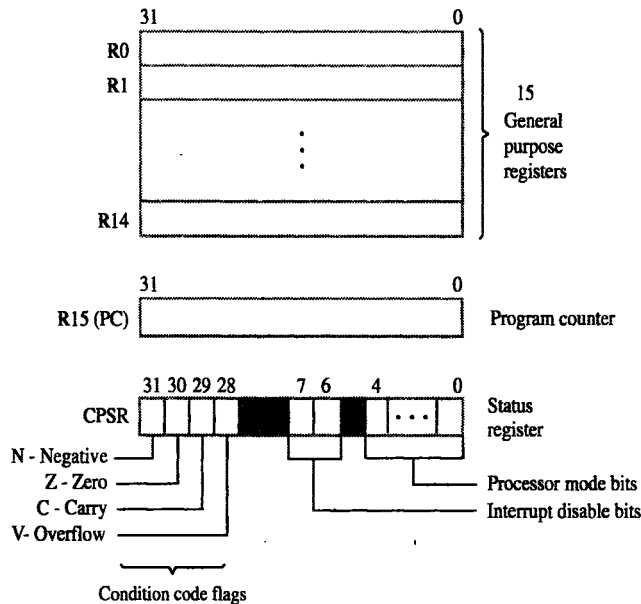 31 0
R0
R1
15
General
purpose
registers
R14
31 0
R15 (PC) Program counter
31 30 29 28 7 6 4 0
CPSR Status
register
N - Negative
Z - Zero
C - Carry
V- Overflow
Processor mode bits
Interrupt disable bits
Condition code flags